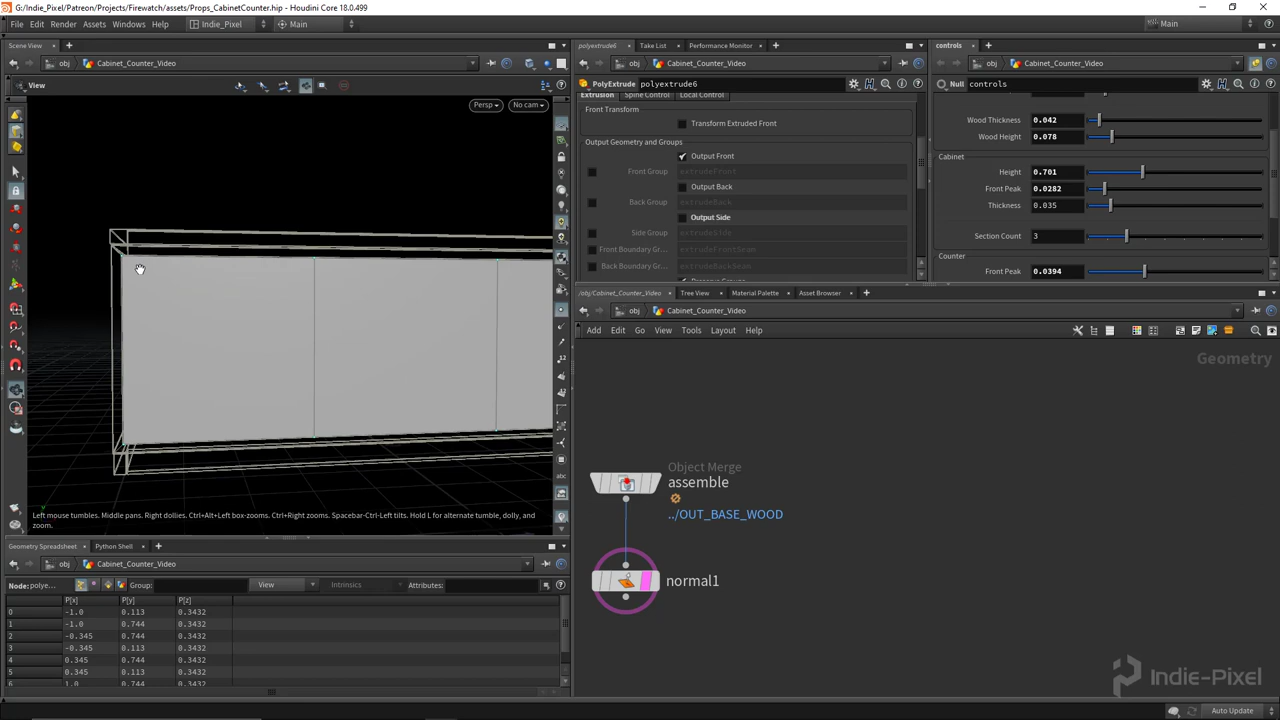 G:/Indie_Pixel/Patreon/Projects/Firewatch/assets/Props_CabinetCounter.hip - Houdini Core 18.0.499
File Edit Render Assets Windows Help Indie_Pixel Main Main
Scene View
obj Cabinet_Counter_Video
View
Persp No cam
Left mouse tumbles. Middle pans. Right dollies. Ctrl+Alt+Left box-zooms. Ctrl+Right zooms. Spacebar-Ctrl-Left tilts. Hold L for alternate tumble, dolly, and
zoom.
Geometry Spreadsheet Python Shell
obj Cabinet_Counter_Video
Node: polye... Group: View Intrinsics Attributes:
P[x] P[y] P[z]
0 -1.0 0.113 0.3432
1 -1.0 0.744 0.3432
2 -0.345 0.744 0.3432
3 -0.345 0.113 0.3432
4 0.345 0.744 0.3432
5 0.345 0.113 0.3432
6 1.0 0.744 0.3432
polyextrude6 Take List Performance Monitor
obj Cabinet_Counter_Video
PolyExtrude polyextrude6
Extrusion Spine Control Local Control
Front Transform
Transform Extruded Front
Output Geometry and Groups
Output Front
Front Group extrudeFront
Output Back
Back Group extrudeBack
Output Side
Side Group extrudeSide
Front Boundary Gr... extrudeFrontSeam
Back Boundary Gr... extrudeBackSeam
Preserve Groups
controls
obj Cabinet_Counter_Video
Null controls
Wood Thickness 0.042
Wood Height 0.078
Cabinet
Height 0.701
Front Peak 0.0282
Thickness 0.035
Section Count 3
Counter
Front Peak 0.0394
/obj/Cabinet_Counter_Video Tree View Material Palette Asset Browser
obj Cabinet_Counter_Video
Add Edit Go View Tools Layout Help
Geometry
Object Merge
assemble
../OUT_BASE_WOOD
normal1
Indie-Pixel
Auto Update